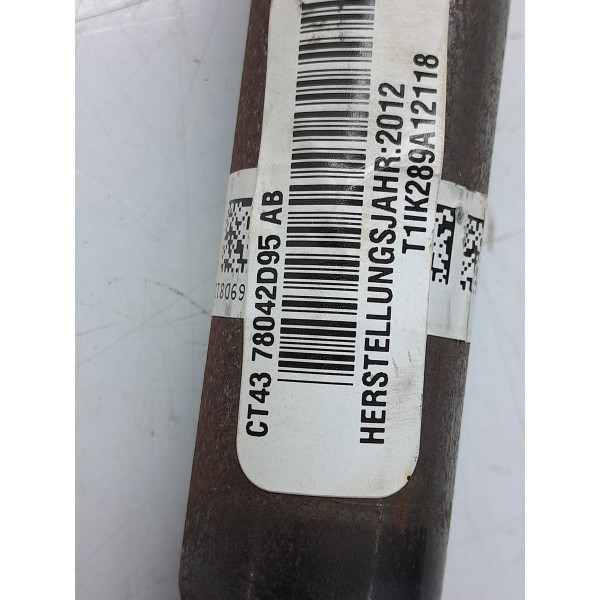 CT43 78042D95 AB
HERSTELLUNGSJAHR:2012
T1IK289A12118